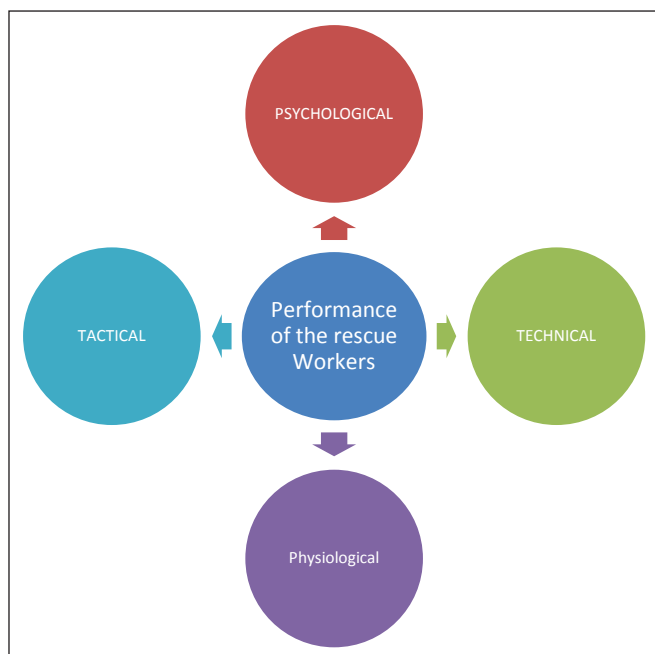 PSYCHOLOGICAL
TACTICAL
Performance
of the rescue
Workers
TECHNICAL
Physiological